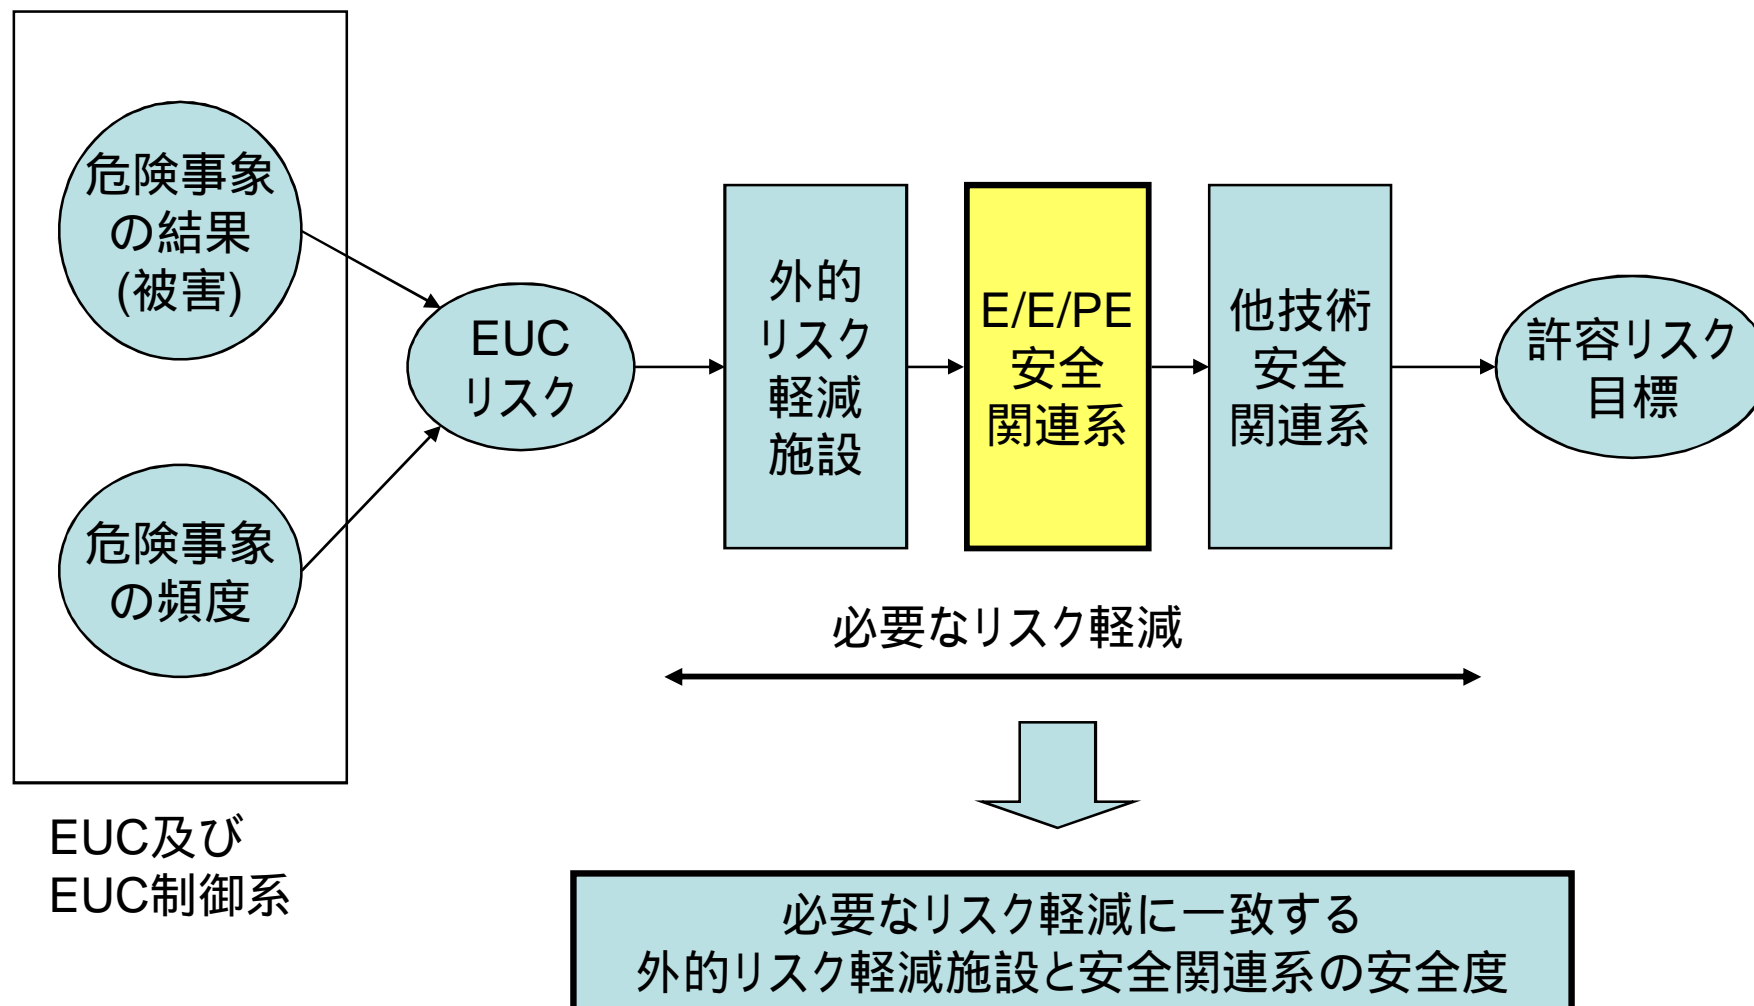 危険事象
の結果
(被害)
危険事象
の頻度
EUC及び
EUC制御系
EUC
リスク
外的
リスク
軽減
施設
E/E/PE
安全
関連系
他技術
安全
関連系
許容リスク
目標
必要なリスク軽減
必要なリスク軽減に一致する
外的リスク軽減施設と安全関連系の安全度